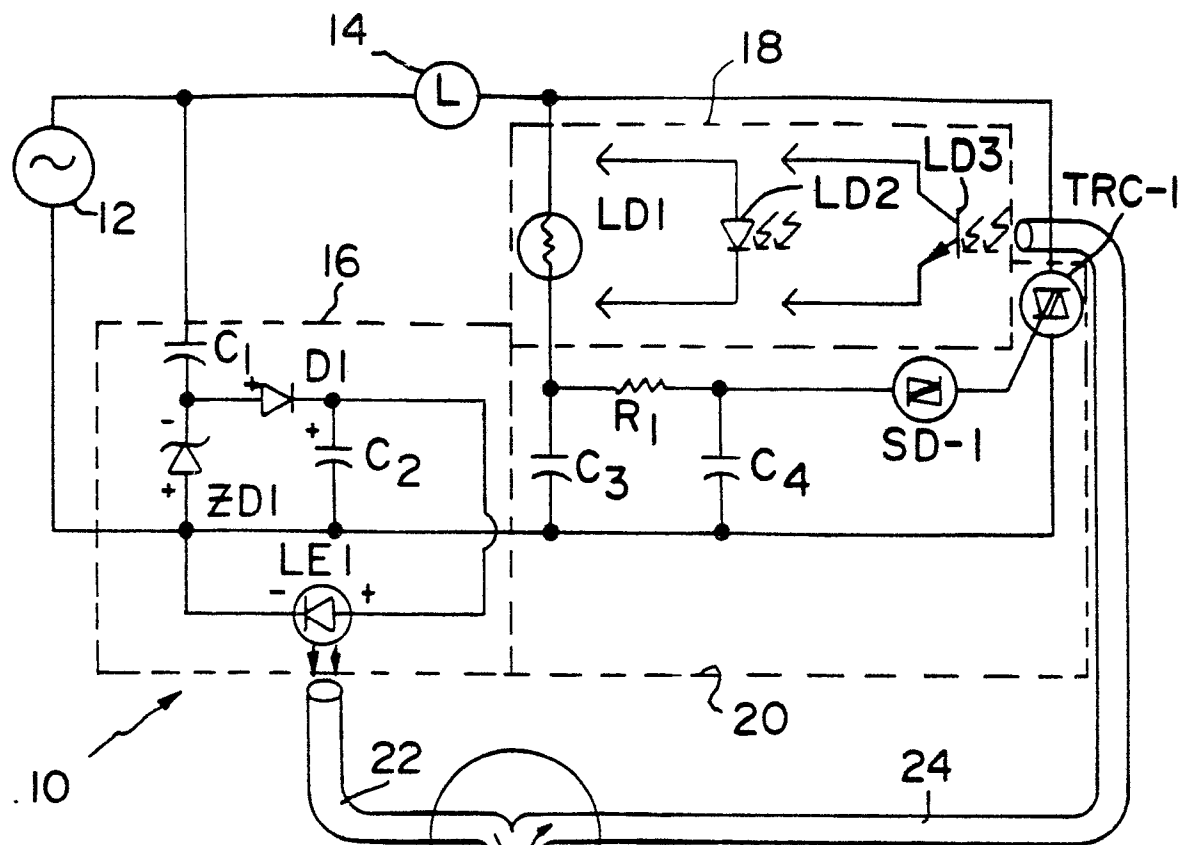 14
L
18
12
LD1
LD2
LD3
TRC-1
16
C1
D1
+
-
+
+
C2
ZD1
R1
SD-1
C3
C4
LE1
-
+
20
10
22
24